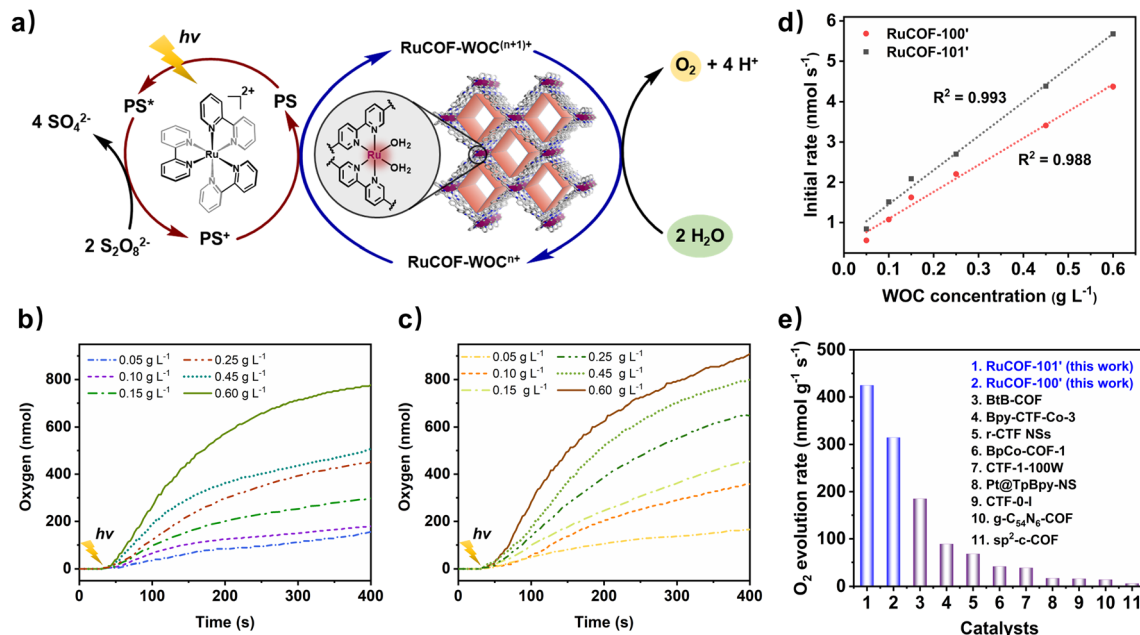 a)
hν
RuCOF-WOC⁽ⁿ⁺¹⁾⁺
O₂ + 4 H⁺
PS*
PS
2+
4 SO₄²⁻
N
N
N
N
Ru
N
N
N
N
Ru
OH₂
OH₂
N
N
PS⁺
2 S₂O₈²⁻
2 H₂O
RuCOF-WOCⁿ⁺
d)
Initial rate (nmol s⁻¹)
6
5
4
3
2
1
RuCOF-100'
RuCOF-101'
R² = 0.993
R² = 0.988
0.0 0.1 0.2 0.3 0.4 0.5 0.6
WOC concentration (g L⁻¹)
b)
Oxygen (nmol)
800
600
400
200
0
0.05 g L⁻¹ 0.25 g L⁻¹
0.10 g L⁻¹ 0.45 g L⁻¹
0.15 g L⁻¹ 0.60 g L⁻¹
hν
0 100 200 300 400
Time (s)
c)
Oxygen (nmol)
800
600
400
200
0
0.05 g L⁻¹ 0.25 g L⁻¹
0.10 g L⁻¹ 0.45 g L⁻¹
0.15 g L⁻¹ 0.60 g L⁻¹
hν
0 100 200 300 400
Time (s)
e)
O₂ evolution rate (nmol g⁻¹ s⁻¹)
500
400
300
200
100
0
1. RuCOF-101' (this work)
2. RuCOF-100' (this work)
3. BtB-COF
4. Bpy-CTF-Co-3
5. r-CTF NSs
6. BpCo-COF-1
7. CTF-1-100W
8. Pt@TpBpy-NS
9. CTF-0-I
10. g-C₅₄N₆-COF
11. sp²-c-COF
1 2 3 4 5 6 7 8 9 10 11
Catalysts